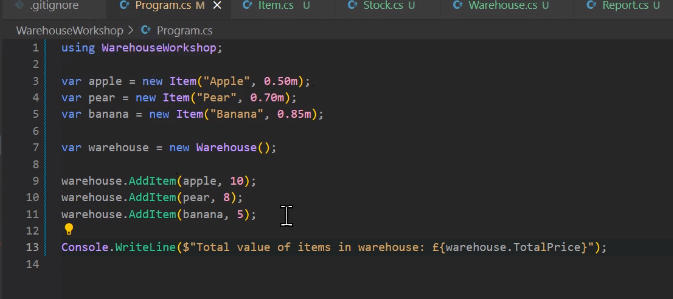 .gitignore Program.cs M Item.cs U Stock.cs U Warehouse.cs U Report.cs U
WarehouseWorkshop > Program.cs
1 using WarehouseWorkshop;
2
3 var apple = new Item("Apple", 0.50m);
4 var pear = new Item("Pear", 0.70m);
5 var banana = new Item("Banana", 0.85m);
6
7 var warehouse = new Warehouse();
8
9 warehouse.AddItem(apple, 10);
10 warehouse.AddItem(pear, 8);
11 warehouse.AddItem(banana, 5);
12
13 Console.WriteLine($"Total value of items in warehouse: £{warehouse.TotalPrice}");
14